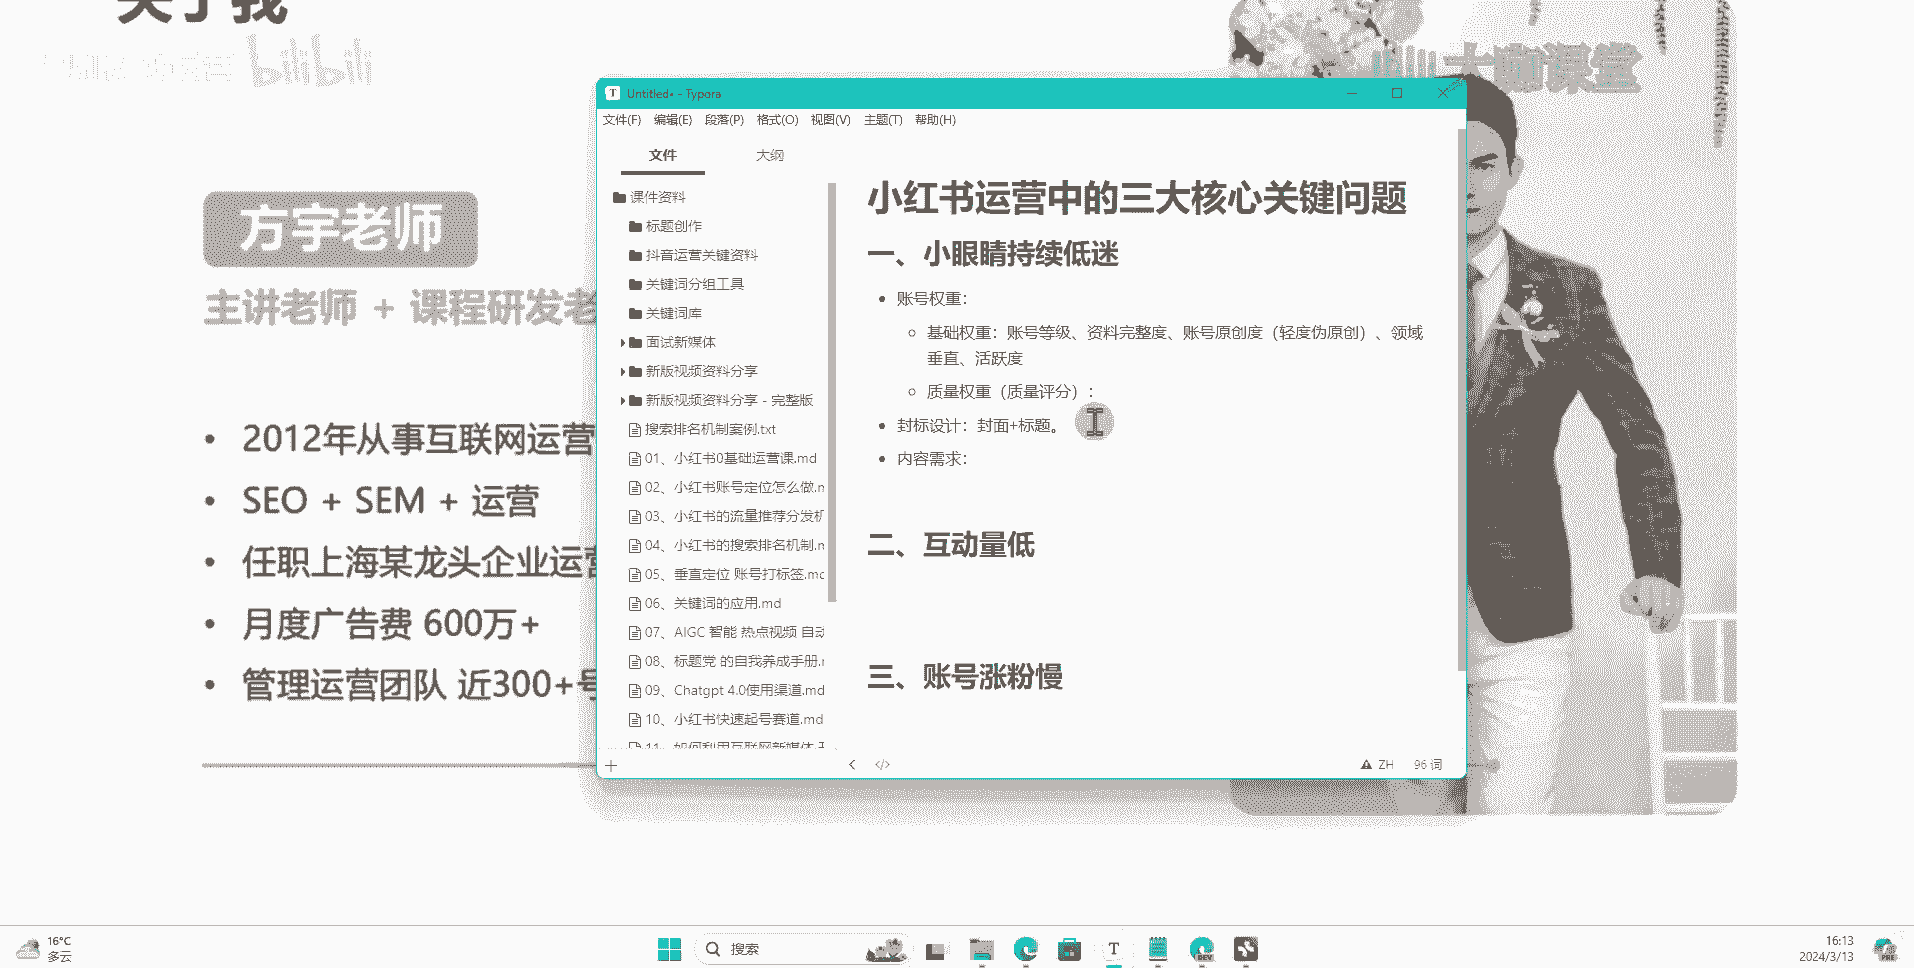 关于我
bilibili
大咖课堂
方宇老师
主讲老师 + 课程研发老
2012年从事互联网运营
SEO + SEM + 运营
任职上海某龙头企业运营
月度广告费 600万+
管理运营团队 近300+号
Untitled• - Typora
文件(F) 编辑(E) 段落(P) 格式(O) 视图(V) 主题(T) 帮助(H)
文件 大纲
课件资料
标题创作
抖音运营关键资料
关键词分组工具
关键词库
面试新媒体
新版视频资料分享
新版视频资料分享 - 完整版
搜索排名机制案例.txt
01、小红书0基础运营课.md
02、小红书账号定位怎么做.m
03、小红书的流量推荐分发机
04、小红书的搜索排名机制.m
05、垂直定位 账号打标签.md
06、关键词的应用.md
07、AIGC 智能 热点视频 自动
08、标题党 的自我养成手册.m
09、Chatgpt 4.0使用渠道.md
10、小红书快速起号赛道.md
11、如何利用互联网新媒体
小红书运营中的三大核心关键问题
一、小眼睛持续低迷
账号权重：
基础权重：账号等级、资料完整度、账号原创度（轻度伪原创）、领域
垂直、活跃度
质量权重（质量评分）：
封标设计：封面+标题。
内容需求：
二、互动量低
三、账号涨粉慢
ZH 96 词
16°C
多云
搜索
T
DEV
16:13
2024/3/13
PRE